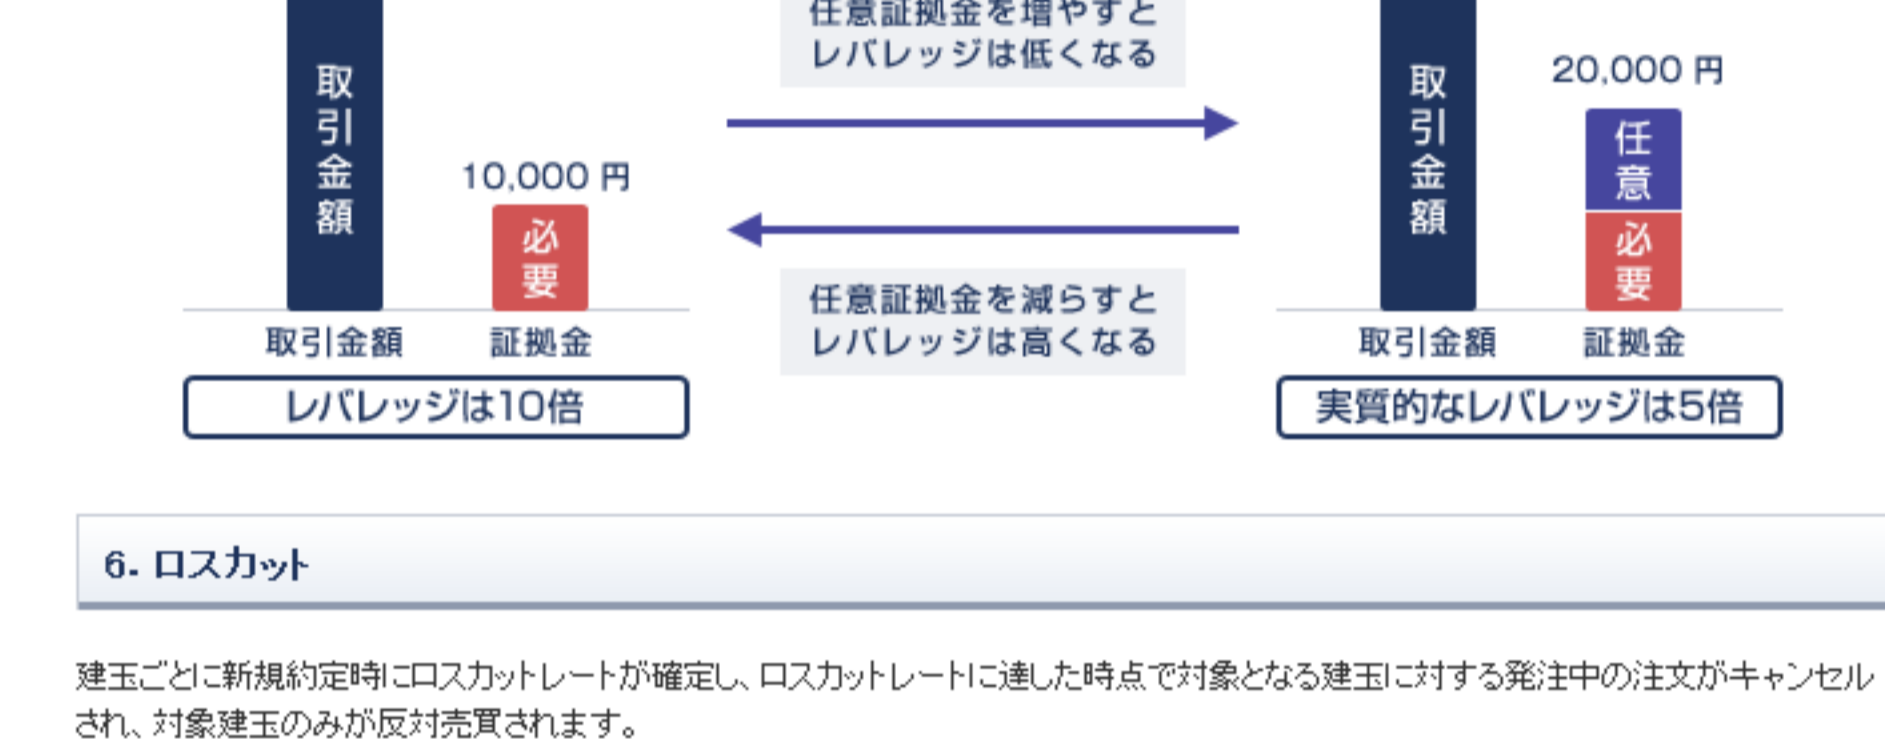 任意証拠金を増やすと
レバレッジは低くなる
取引金額
10,000 円
必要
取引金額
20,000 円
任意
必要
任意証拠金を減らすと
レバレッジは高くなる
取引金額 証拠金
取引金額 証拠金
レバレッジは10倍
実質的なレバレッジは5倍
6. ロスカット
建玉ごとに新規約定時にロスカットレートが確定し、ロスカットレートに達した時点で対象となる建玉に対する発注中の注文がキャンセル
され、対象建玉のみが反対売買されます。